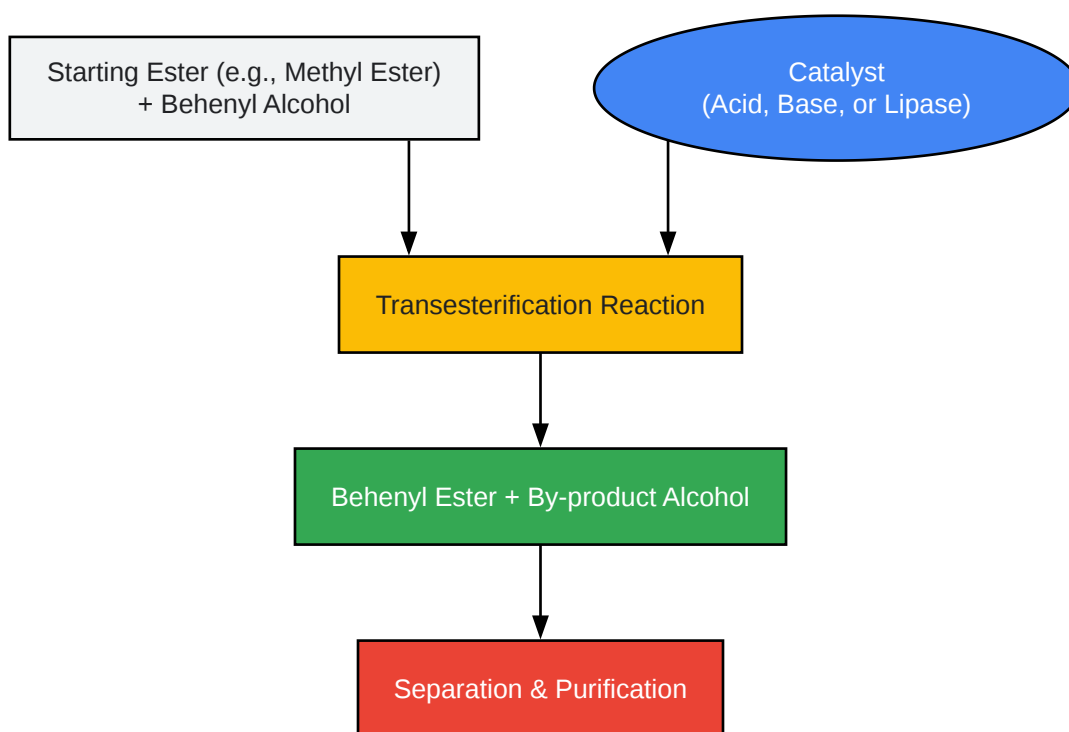 Starting Ester (e.g., Methyl Ester)
+ Behenyl Alcohol
Catalyst
(Acid, Base, or Lipase)
Transesterification Reaction
Behenyl Ester + By-product Alcohol
Separation & Purification